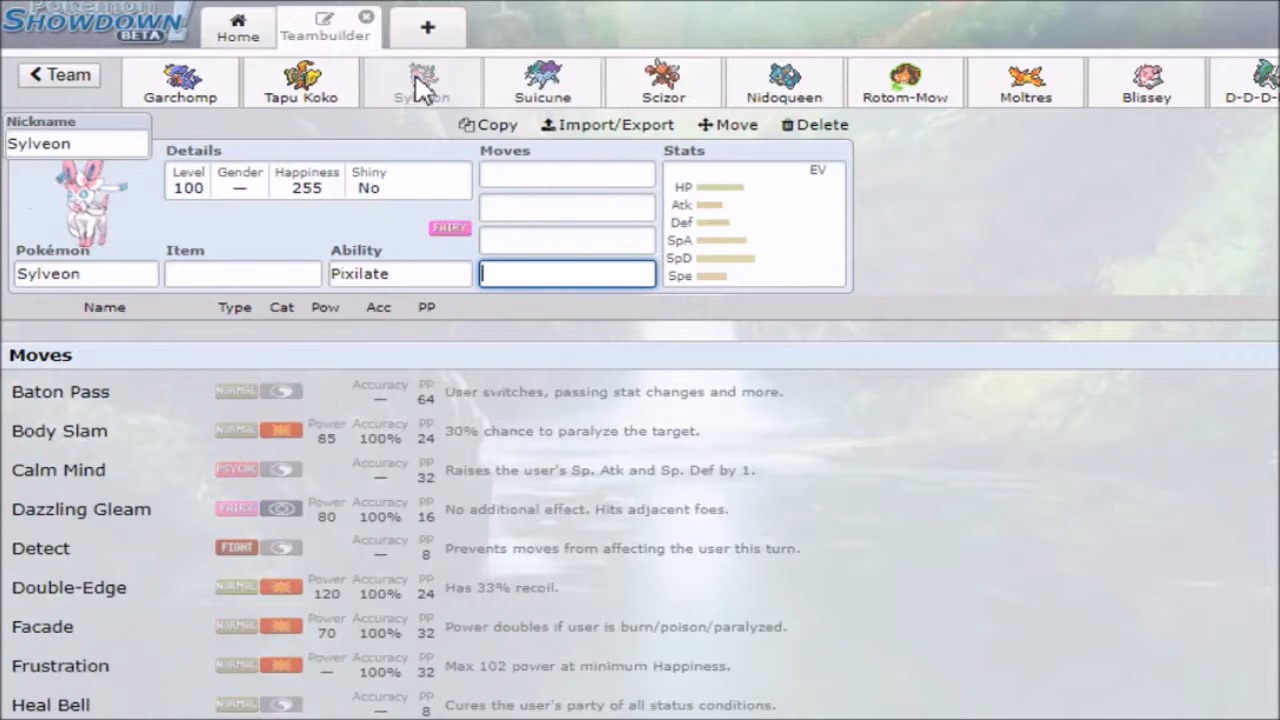 Pokémon
SHOWDOWN
BETA
Home
Teambuilder
+
Team
Garchomp
Tapu Koko
Suicune
Scizor
Nidoqueen
Rotom-Mow
Moltres
Blissey
D-D-D-
Nickname
Sylveon
Copy
Import/Export
Move
Delete
Details
Moves
Stats
Level
Gender
Happiness
Shiny
100
—
255
No
EV
HP
Atk
Def
SpA
SpD
Spe
FAIRY
Pokémon
Item
Ability
Sylveon
Pixilate
Name Type Cat Pow Acc PP
Moves
Baton Pass NORMAL Accuracy — PP 64 User switches, passing stat changes and more.
Body Slam NORMAL Power 85 Accuracy 100% PP 24 30% chance to paralyze the target.
Calm Mind PSYCHC Accuracy — PP 32 Raises the user's Sp. Atk and Sp. Def by 1.
Dazzling Gleam FAIRY Power 80 Accuracy 100% PP 16 No additional effect. Hits adjacent foes.
Detect FIGHT Accuracy — PP 8 Prevents moves from affecting the user this turn.
Double-Edge NORMAL Power 120 Accuracy 100% PP 24 Has 33% recoil.
Facade NORMAL Power 70 Accuracy 100% PP 32 Power doubles if user is burn/poison/paralyzed.
Frustration NORMAL Power — Accuracy 100% PP 32 Max 102 power at minimum Happiness.
Heal Bell NORMAL Accuracy — PP 8 Cures the user's party of all status conditions.